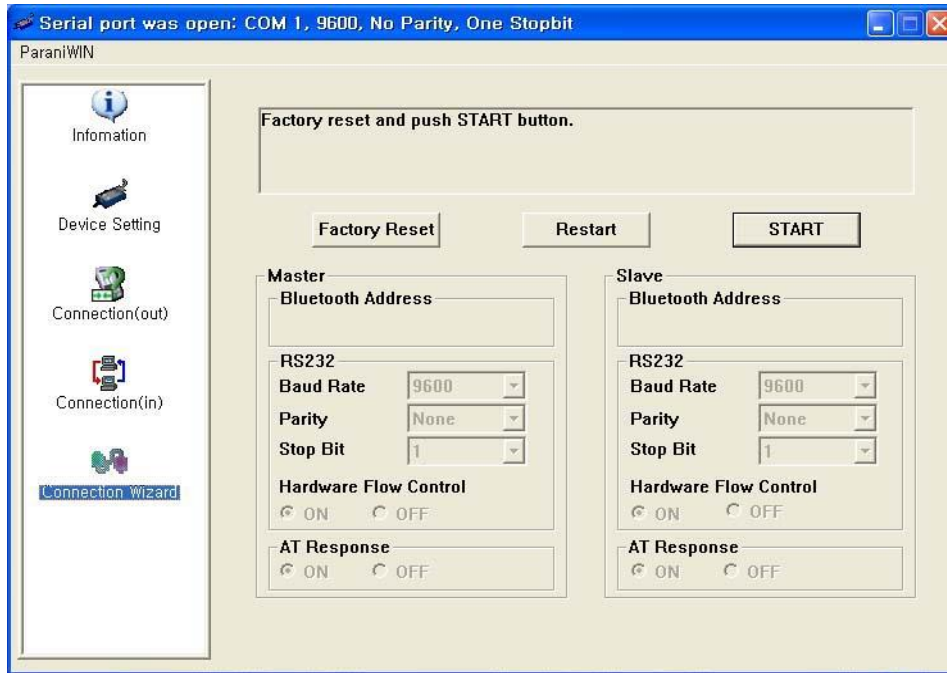 Serial port was open: COM 1, 9600, No Parity, One Stopbit
ParaniWIN
Infomation
Device Setting
Connection(out)
Connection(in)
Connection Wizard
Factory reset and push START button.
Factory Reset
Restart
START
Master
Bluetooth Address
RS232
Baud Rate 9600
Parity None
Stop Bit 1
Hardware Flow Control
ON OFF
AT Response
ON OFF
Slave
Bluetooth Address
RS232
Baud Rate 9600
Parity None
Stop Bit 1
Hardware Flow Control
ON OFF
AT Response
ON OFF